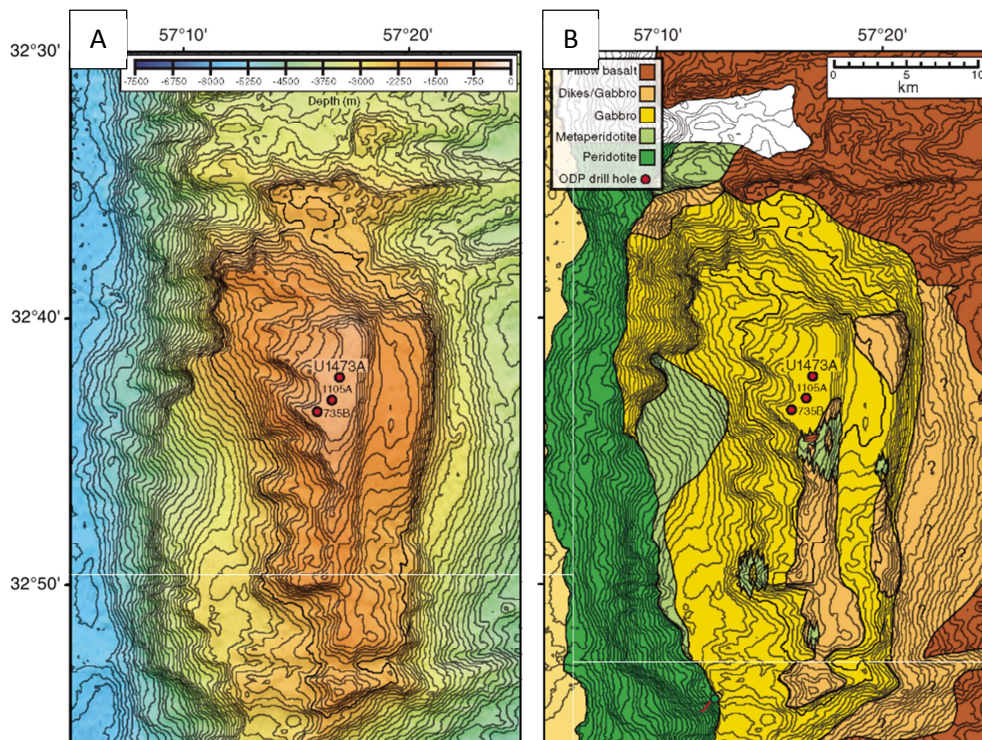 A
57°10'
57°20'
32°30'
-7500 -6750 -6000 -5250 -4500 -3750 -3000 -2250 -1500 -750 0
Depth (m)
32°40'
U1473A
1105A
735B
32°50'
B
57°10'
57°20'
Pillow basalt
Dikes/Gabbro
Gabbro
Metaperidotite
Peridotite
ODP drill hole
0 5 10
km
U1473A
1105A
735B
?
?
?
?